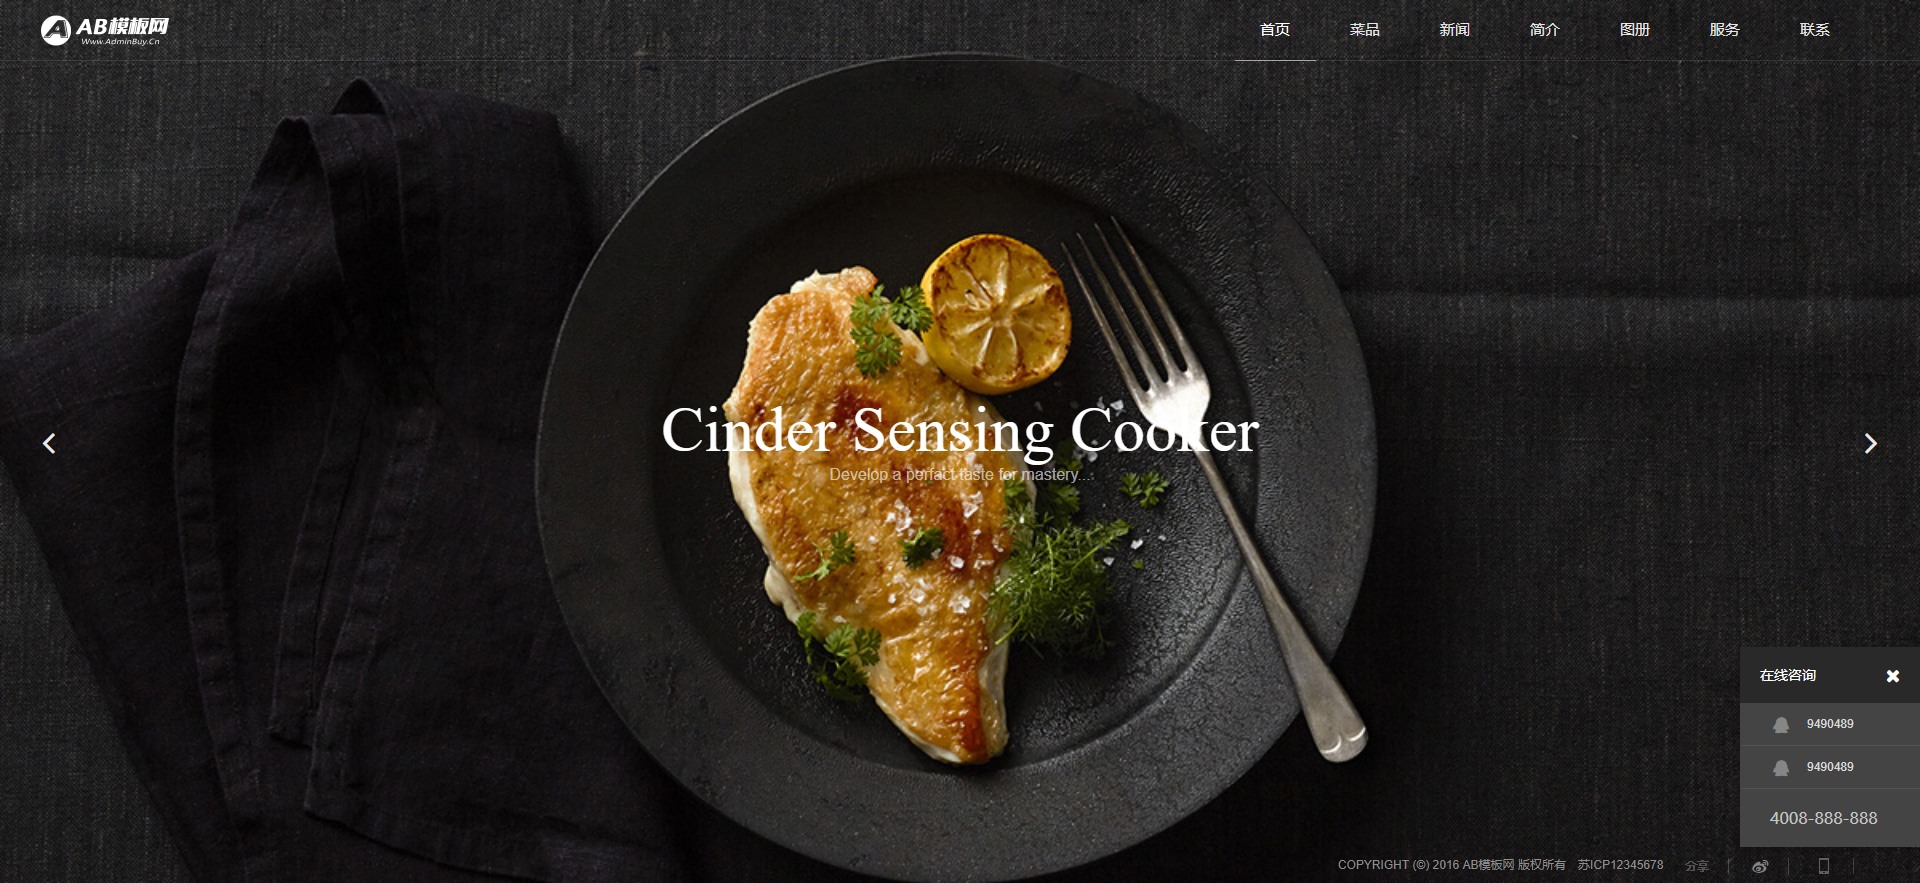 AB模板网
Www.AdminBuy.Cn
首页 菜品 新闻 简介 图册 服务 联系
Cinder Sensing Cooker
Develop a perfact taste for mastery...
在线咨询
9490489
9490489
4008-888-888
COPYRIGHT (©) 2016 AB模板网 版权所有 苏ICP12345678 分享